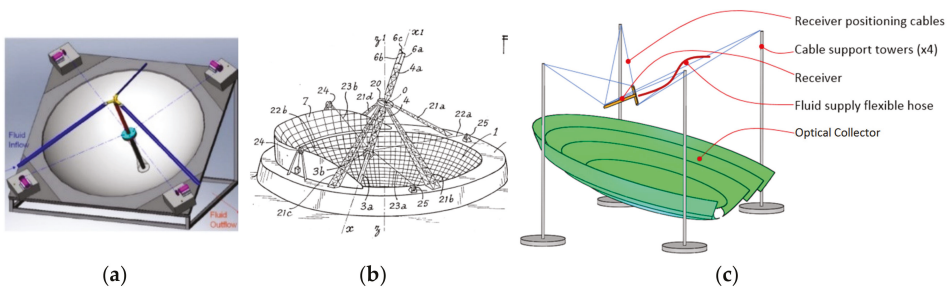 Fluid
Inflow
Fluid
Outflow
(a)
z1
x1
6c
6a
6b
4a
24
23b
20
O
7
21d
4
21a
22b
22a
25
1
24
3b
21c
3a
23a
25
21b
x
z
F
(b)
Receiver positioning cables
Cable support towers (x4)
Receiver
Fluid supply flexible hose
Optical Collector
(c)